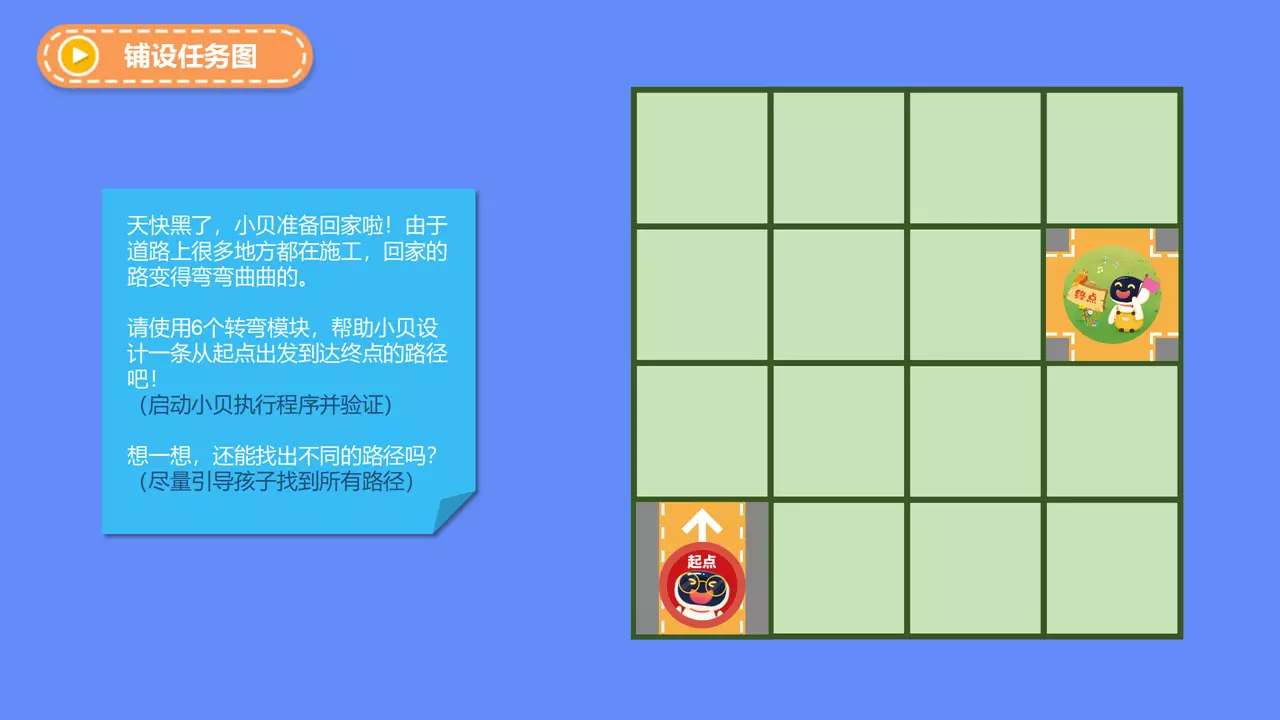 铺设任务图
天快黑了，小贝准备回家啦！由于
道路上很多地方都在施工，回家的
路变得弯弯曲曲的。
请使用6个转弯模块，帮助小贝设
计一条从起点出发到达终点的路径
吧！
（启动小贝执行程序并验证）
想一想，还能找出不同的路径吗？
（尽量引导孩子找到所有路径）
终点
起点